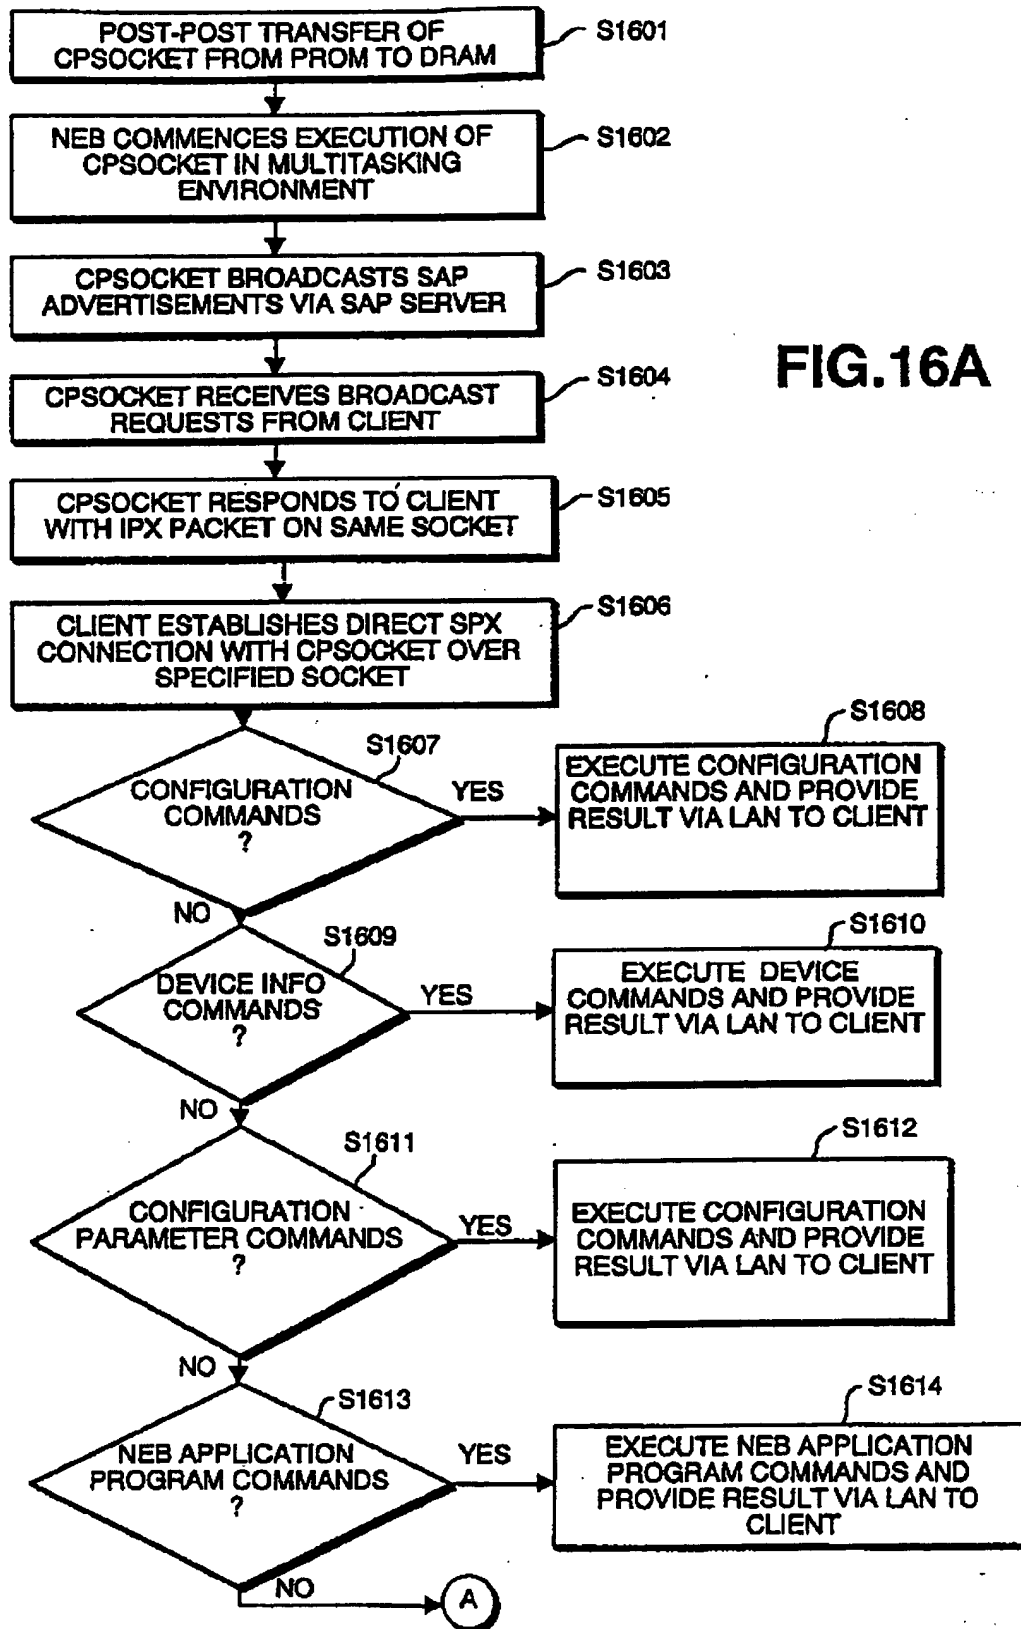 POST-POST TRANSFER OF
CPSOCKET FROM PROM TO DRAM
S1601
NEB COMMENCES EXECUTION OF
CPSOCKET IN MULTITASKING
ENVIRONMENT
S1602
CPSOCKET BROADCASTS SAP
ADVERTISEMENTS VIA SAP SERVER
S1603
FIG.16A
CPSOCKET RECEIVES BROADCAST
REQUESTS FROM CLIENT
S1604
CPSOCKET RESPONDS TO CLIENT
WITH IPX PACKET ON SAME SOCKET
S1605
CLIENT ESTABLISHES DIRECT SPX
CONNECTION WITH CPSOCKET OVER
SPECIFIED SOCKET
S1606
S1607
CONFIGURATION
COMMANDS
?
YES
NO
S1608
EXECUTE CONFIGURATION
COMMANDS AND PROVIDE
RESULT VIA LAN TO CLIENT
S1609
DEVICE INFO
COMMANDS
?
YES
NO
S1610
EXECUTE DEVICE
COMMANDS AND PROVIDE
RESULT VIA LAN TO CLIENT
S1611
CONFIGURATION
PARAMETER COMMANDS
?
YES
NO
S1612
EXECUTE CONFIGURATION
COMMANDS AND PROVIDE
RESULT VIA LAN TO CLIENT
S1613
NEB APPLICATION
PROGRAM COMMANDS
?
YES
NO
S1614
EXECUTE NEB APPLICATION
PROGRAM COMMANDS AND
PROVIDE RESULT VIA LAN TO
CLIENT
A